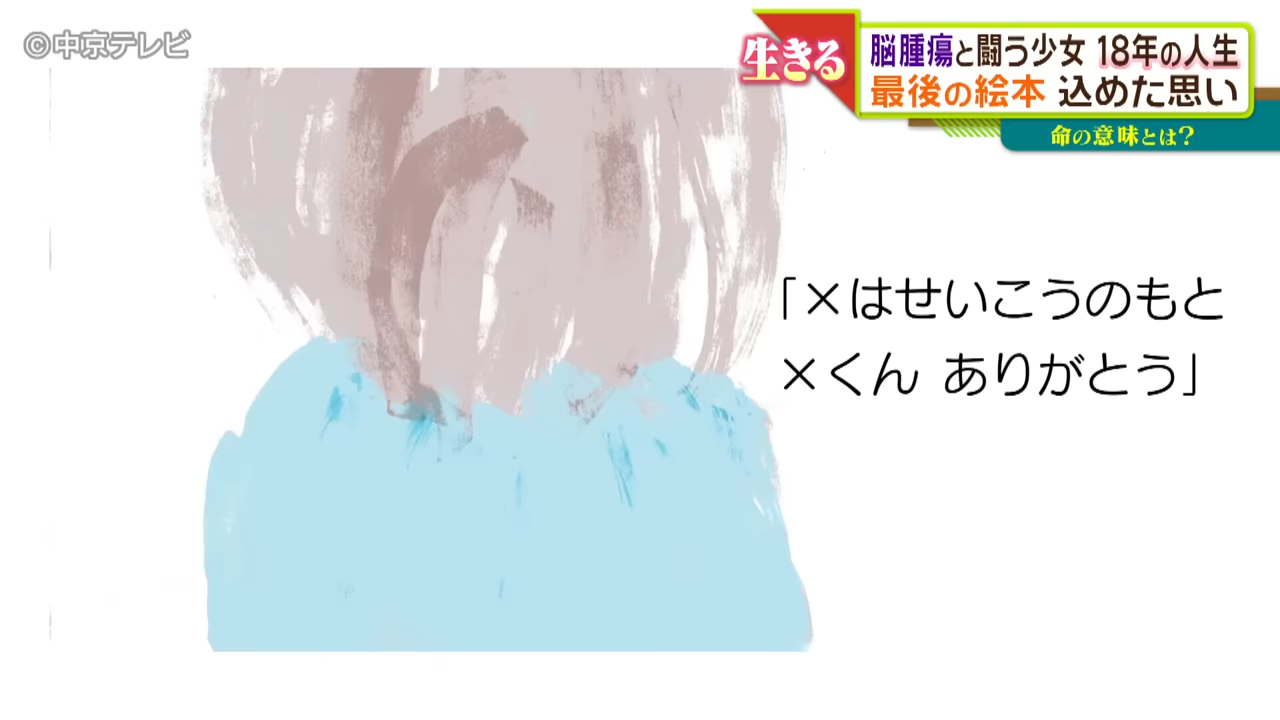 ©中京テレビ
生きる
脳腫瘍と闘う少女 18年の人生
最後の絵本 込めた思い
命の意味とは?
「×はせいこうのもと
×くん ありがとう」